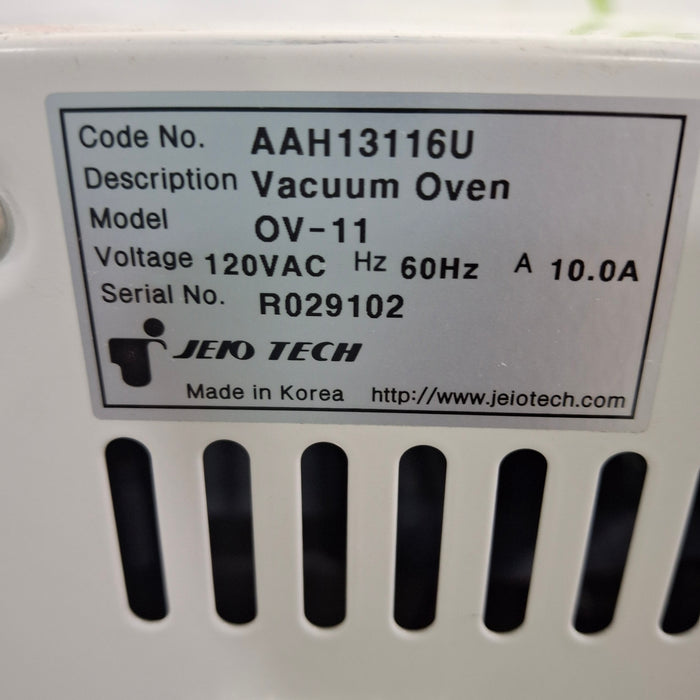 Code No. AAH13116U
Description Vacuum Oven
Model OV-11
Voltage 120VAC Hz 60Hz A 10.0A
Serial No. R029102
JEIO TECH
Made in Korea http://www.jeiotech.com